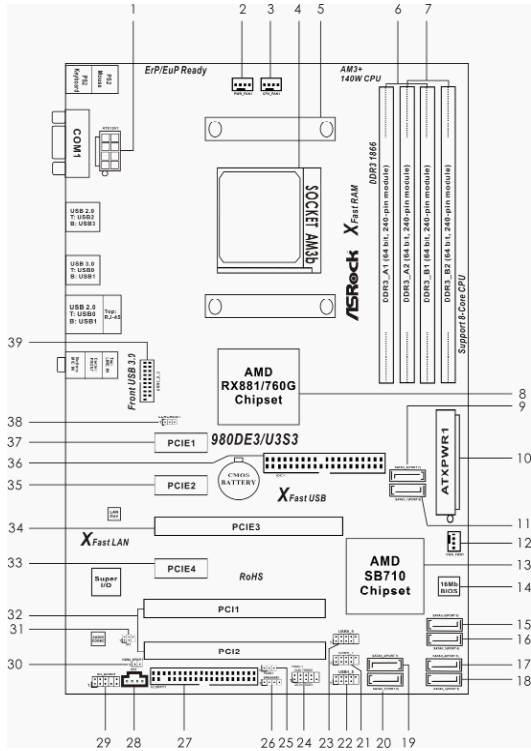 1
2
3
4
5
6
7
ErP/EuP Ready
AM3+
140W CPU
PS2
Keyboard
PS2
Mouse
PWR_FAN1
CPU_FAN1
ATX12V1
COM1
DDR3 1866
SOCKET AM3b
XFast RAM
DDR3_A1 (64 bit, 240-pin module)
DDR3_A2 (64 bit, 240-pin module)
DDR3_B1 (64 bit, 240-pin module)
DDR3_B2 (64 bit, 240-pin module)
USB 2.0
T: USB2
B: USB3
USB 3.0
T: USB0
B: USB1
USB 2.0
T: USB0
B: USB1
Top:
RJ-45
ASRock
Support 8-Core CPU
39
Front USB 3.0
AMD
RX881/760G
Chipset
8
9
38
37
PCIE1
980DE3/U3S3
36
10
ATXPWR1
35
PCIE2
CMOS
BATTERY
XFast USB
11
LAN
PHY
34
PCIE3
XFast LAN
12
33
PCIE4
RoHS
AMD
SB710
Chipset
13
Super
I/O
16Mb
BIOS
14
32
PCI1
15
31
16
PCI2
30
17
18
29
28
27
26
25
24
23
22
21
20
19